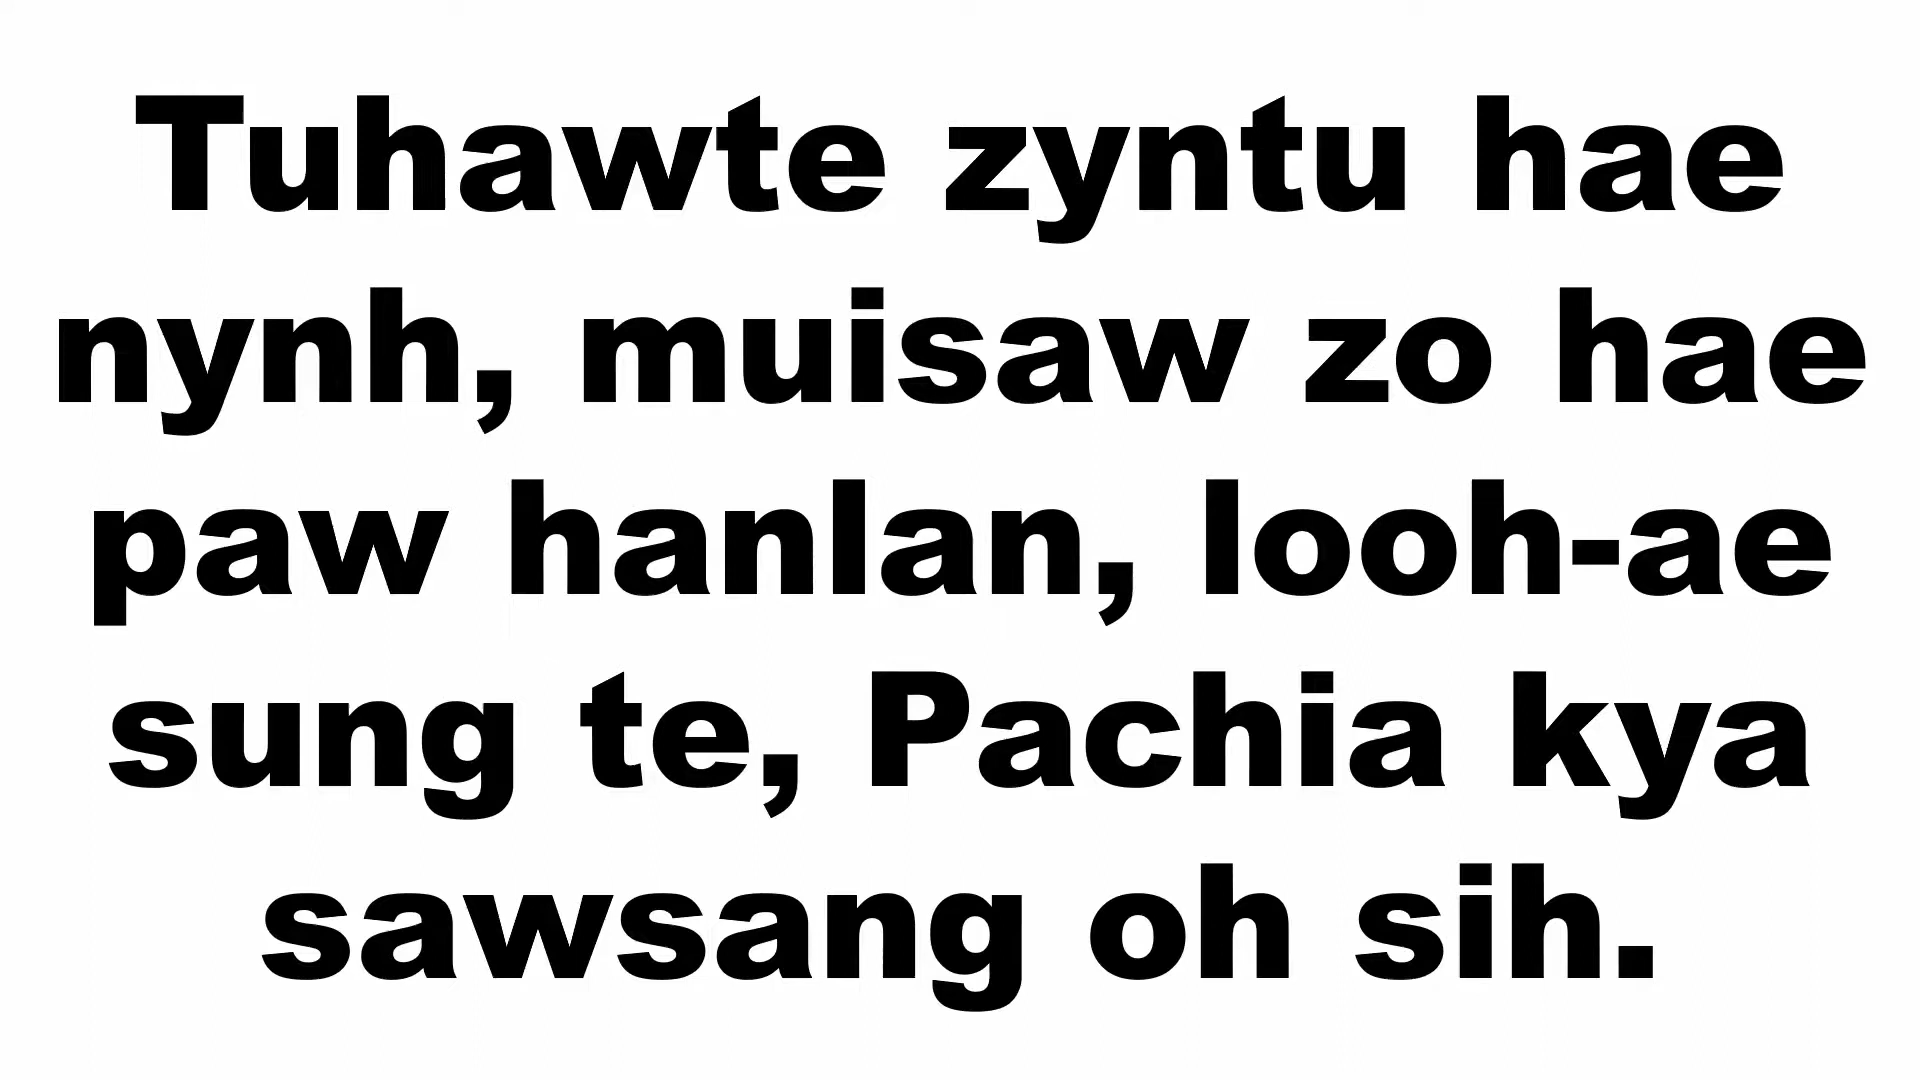 Tuhawte zyntu hae
nynh, muisaw zo hae
paw hanlan, looh-ae
sung te, Pachia kya
sawsang oh sih.